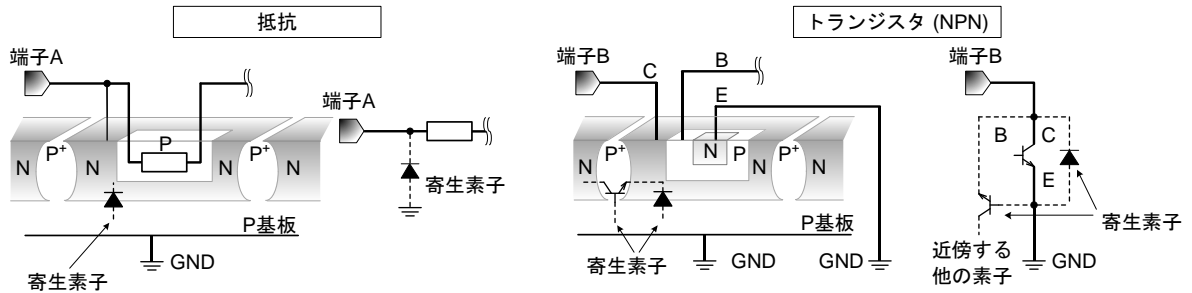 抵抗
端子A
N
P+
N
P
P+
N
P基板
寄生素子
GND
端子A
寄生素子
トランジスタ (NPN)
端子B
C
B
E
N
P+
N
N
P
P+
N
P基板
寄生素子
GND
GND
端子B
B
C
E
寄生素子
近傍する
他の素子
GND